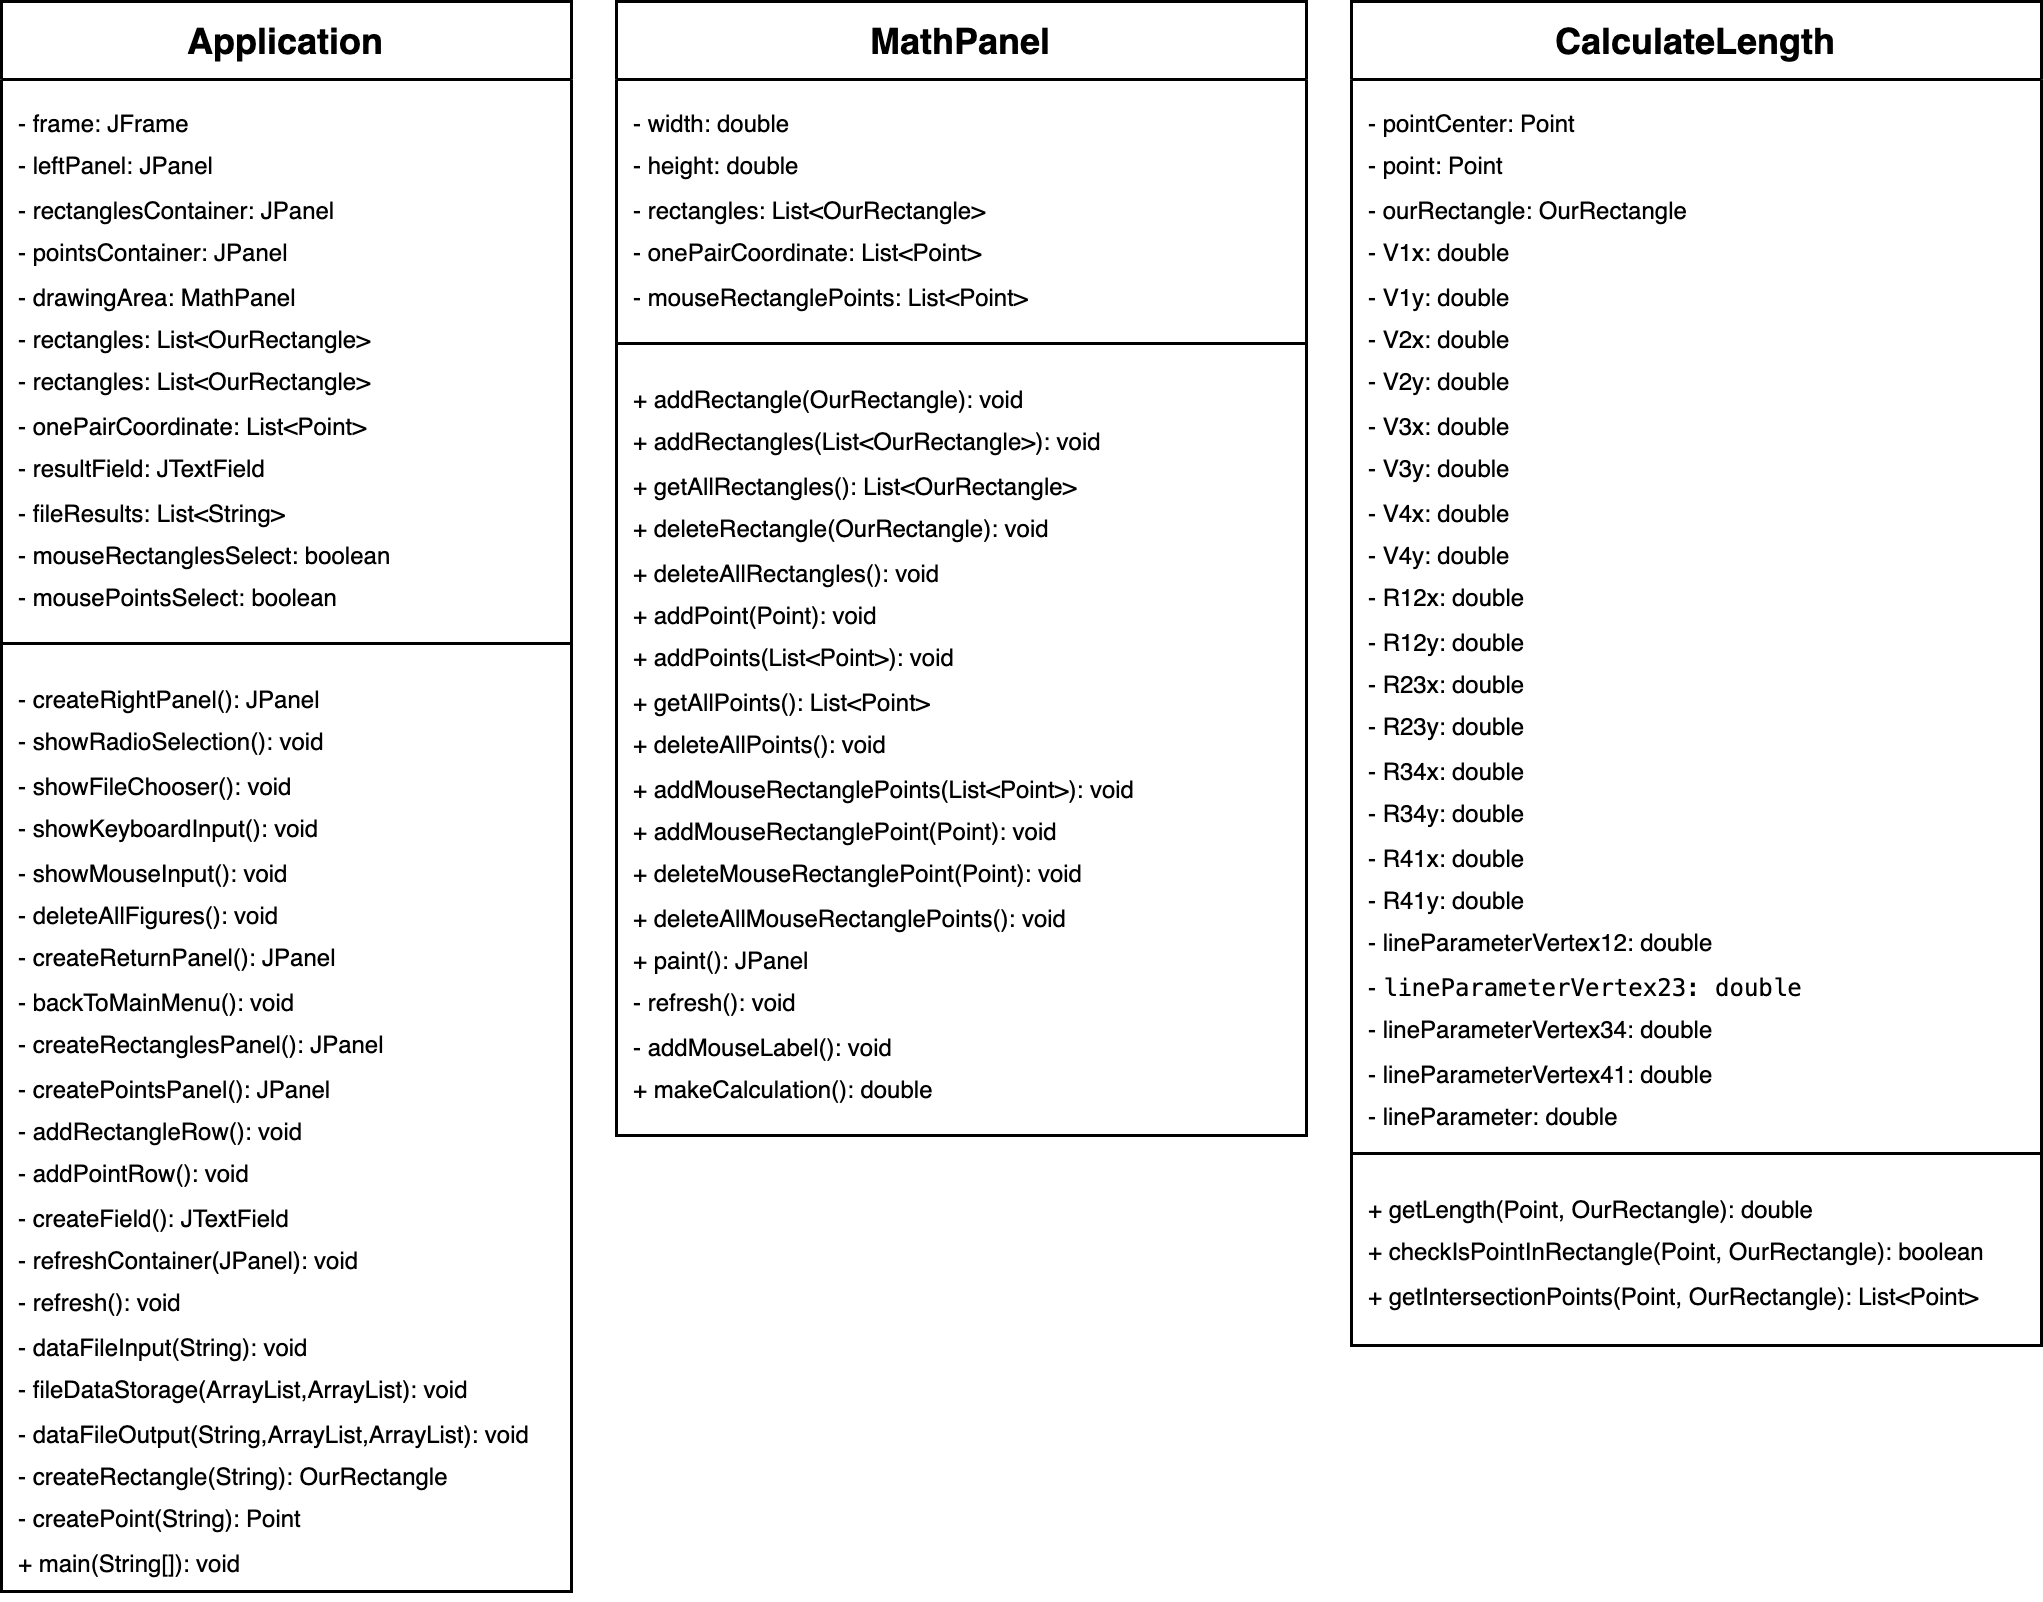 Application
- frame: JFrame
- leftPanel: JPanel
- rectanglesContainer: JPanel
- pointsContainer: JPanel
- drawingArea: MathPanel
- rectangles: List<OurRectangle>
- rectangles: List<OurRectangle>
- onePairCoordinate: List<Point>
- resultField: JTextField
- fileResults: List<String>
- mouseRectanglesSelect: boolean
- mousePointsSelect: boolean
- createRightPanel(): JPanel
- showRadioSelection(): void
- showFileChooser(): void
- showKeyboardInput(): void
- showMouseInput(): void
- deleteAllFigures(): void
- createReturnPanel(): JPanel
- backToMainMenu(): void
- createRectanglesPanel(): JPanel
- createPointsPanel(): JPanel
- addRectangleRow(): void
- addPointRow(): void
- createField(): JTextField
- refreshContainer(JPanel): void
- refresh(): void
- dataFileInput(String): void
- fileDataStorage(ArrayList,ArrayList): void
- dataFileOutput(String,ArrayList,ArrayList): void
- createRectangle(String): OurRectangle
- createPoint(String): Point
+ main(String[]): void
MathPanel
- width: double
- height: double
- rectangles: List<OurRectangle>
- onePairCoordinate: List<Point>
- mouseRectanglePoints: List<Point>
+ addRectangle(OurRectangle): void
+ addRectangles(List<OurRectangle>): void
+ getAllRectangles(): List<OurRectangle>
+ deleteRectangle(OurRectangle): void
+ deleteAllRectangles(): void
+ addPoint(Point): void
+ addPoints(List<Point>): void
+ getAllPoints(): List<Point>
+ deleteAllPoints(): void
+ addMouseRectanglePoints(List<Point>): void
+ addMouseRectanglePoint(Point): void
+ deleteMouseRectanglePoint(Point): void
+ deleteAllMouseRectanglePoints(): void
+ paint(): JPanel
- refresh(): void
- addMouseLabel(): void
+ makeCalculation(): double
CalculateLength
- pointCenter: Point
- point: Point
- ourRectangle: OurRectangle
- V1x: double
- V1y: double
- V2x: double
- V2y: double
- V3x: double
- V3y: double
- V4x: double
- V4y: double
- R12x: double
- R12y: double
- R23x: double
- R23y: double
- R34x: double
- R34y: double
- R41x: double
- R41y: double
- lineParameterVertex12: double
- lineParameterVertex23: double
- lineParameterVertex34: double
- lineParameterVertex41: double
- lineParameter: double
+ getLength(Point, OurRectangle): double
+ checkIsPointInRectangle(Point, OurRectangle): boolean
+ getIntersectionPoints(Point, OurRectangle): List<Point>